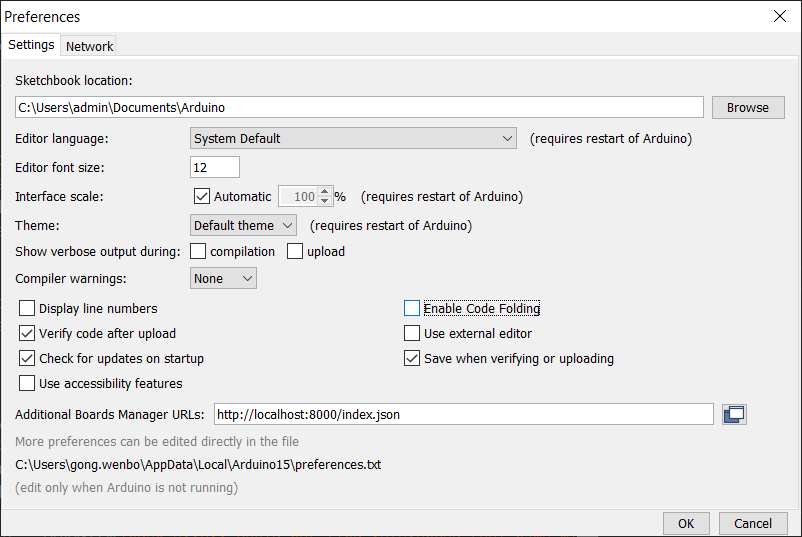 Preferences
Settings Network
Sketchbook location:
C:\Users\admin\Documents\Arduino Browse
Editor language: System Default (requires restart of Arduino)
Editor font size: 12
Interface scale: Automatic 100 % (requires restart of Arduino)
Theme: Default theme (requires restart of Arduino)
Show verbose output during: compilation upload
Compiler warnings: None
Display line numbers Enable Code Folding
Verify code after upload Use external editor
Check for updates on startup Save when verifying or uploading
Use accessibility features
Additional Boards Manager URLs: http://localhost:8000/index.json
More preferences can be edited directly in the file
C:\Users\gong.wenbo\AppData\Local\Arduino15\preferences.txt
(edit only when Arduino is not running)
OK Cancel